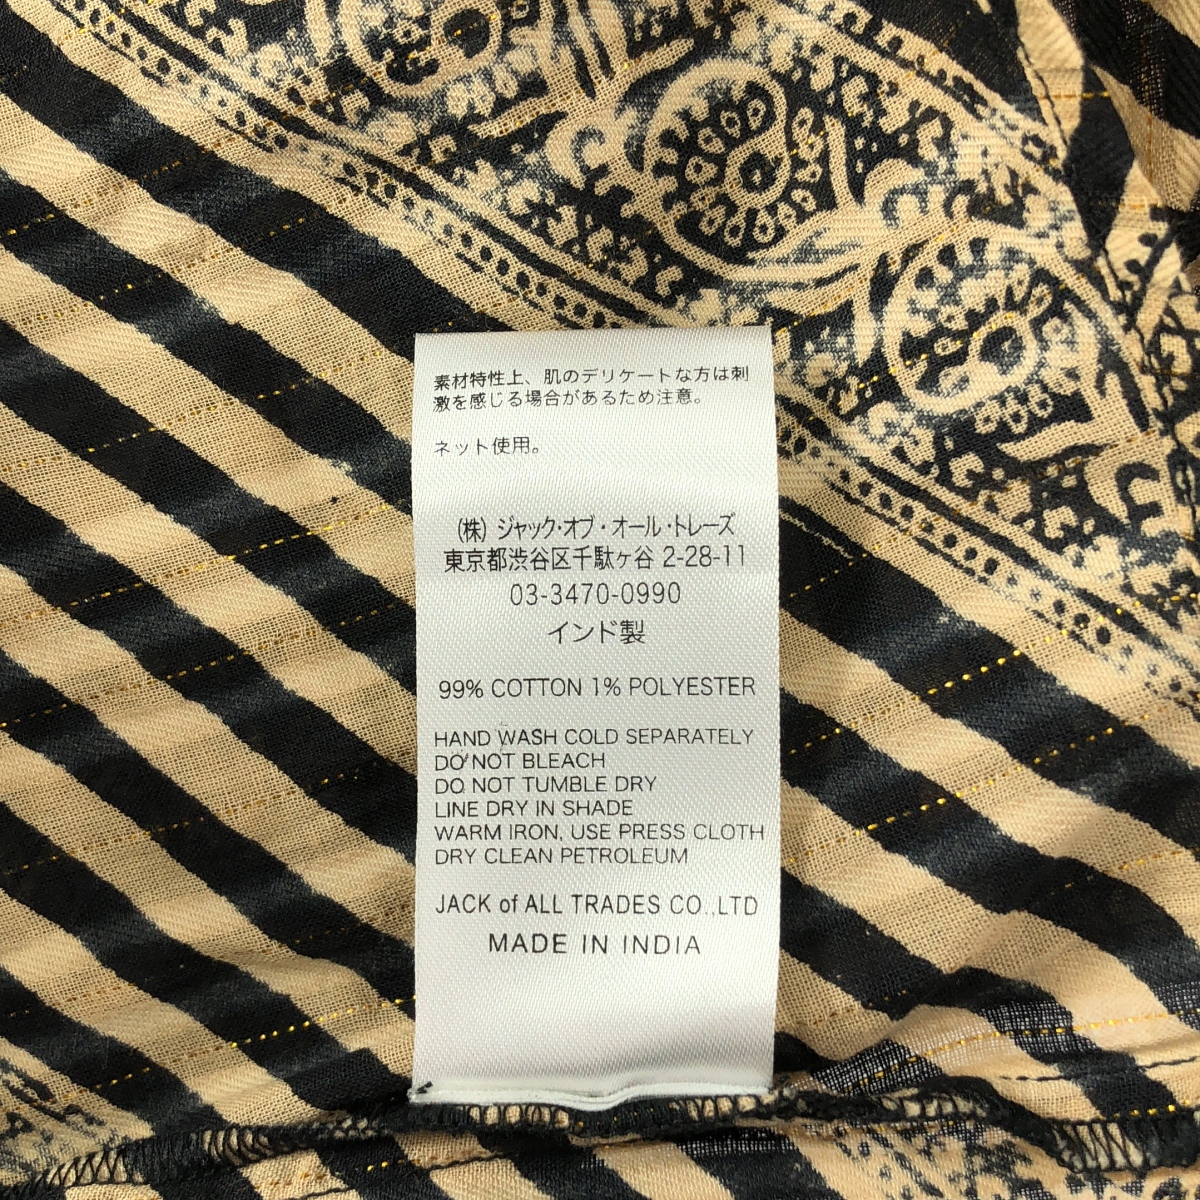 素材特性上、肌のデリケートな方は刺
激を感じる場合があるため注意。
ネット使用。
(株) ジャック・オブ・オール・トレーズ
東京都渋谷区千駄ヶ谷 2-28-11
03-3470-0990
インド製
99% COTTON 1% POLYESTER
HAND WASH COLD SEPARATELY
DO NOT BLEACH
DO NOT TUMBLE DRY
LINE DRY IN SHADE
WARM IRON, USE PRESS CLOTH
DRY CLEAN PETROLEUM
JACK of ALL TRADES CO.,LTD
MADE IN INDIA